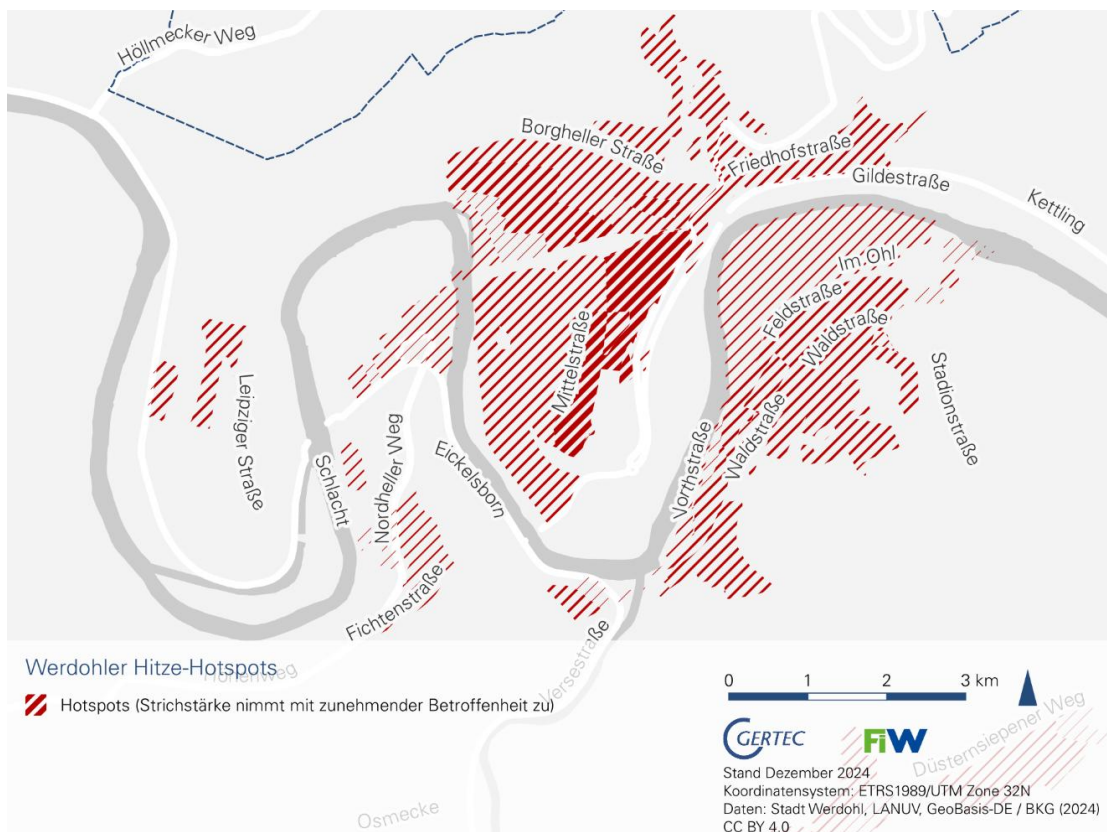 Höllmecker Weg
Borgheller Straße
Friedhofstraße
Gildestraße
Kettling
Im Ohl
Feldstraße
Waldstraße
Mittelstraße
Stadionstraße
Leipziger Straße
Waldstraße
Vorthstraße
Eickelsborn
Nordheller Weg
Schlacht
Fichtenstraße
Versestraße
Höhenweg
Werdohler Hitze-Hotspots
Hotspots (Strichstärke nimmt mit zunehmender Betroffenheit zu)
0 1 2 3 km
GERTEC FiW
Düsternsiepener Weg
Osmecke
Stand Dezember 2024
Koordinatensystem: ETRS1989/UTM Zone 32N
Daten: Stadt Werdohl, LANUV, GeoBasis-DE / BKG (2024)
CC BY 4.0